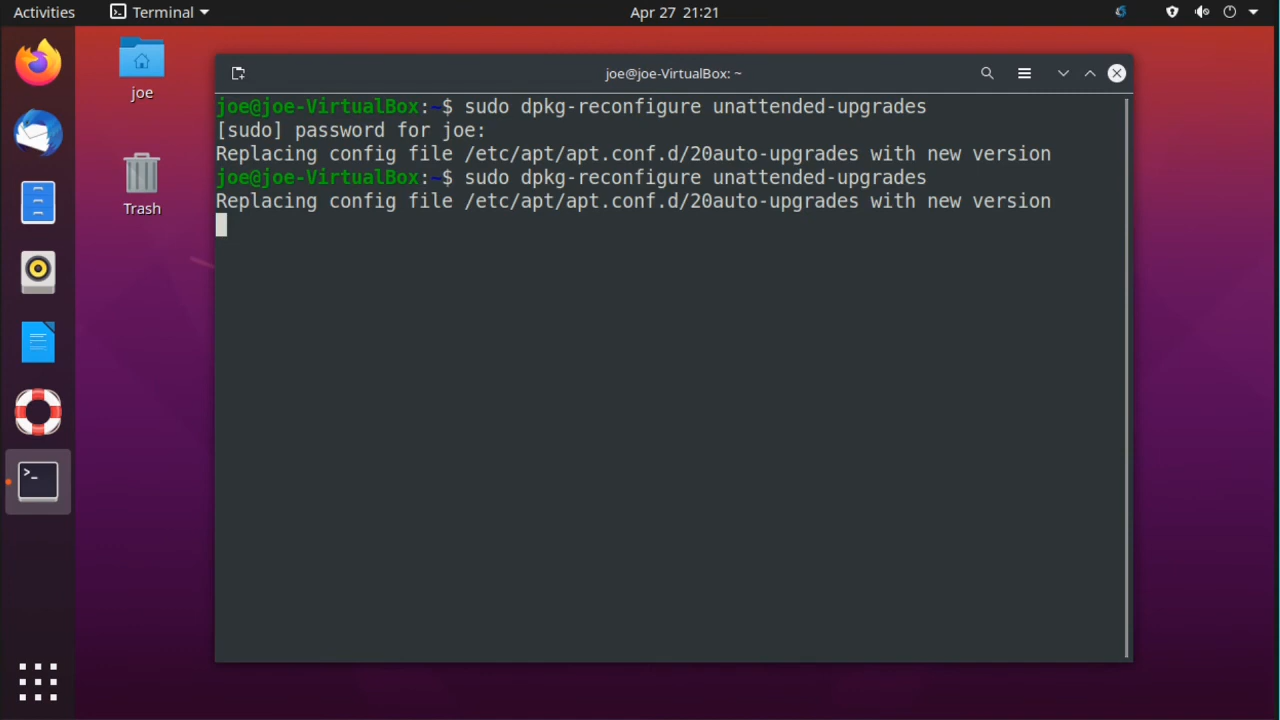 Activities
Terminal
Apr 27 21:21
joe
Trash
joe@joe-VirtualBox: ~
joe@joe-VirtualBox:~$ sudo dpkg-reconfigure unattended-upgrades
[sudo] password for joe:
Replacing config file /etc/apt/apt.conf.d/20auto-upgrades with new version
joe@joe-VirtualBox:~$ sudo dpkg-reconfigure unattended-upgrades
Replacing config file /etc/apt/apt.conf.d/20auto-upgrades with new version